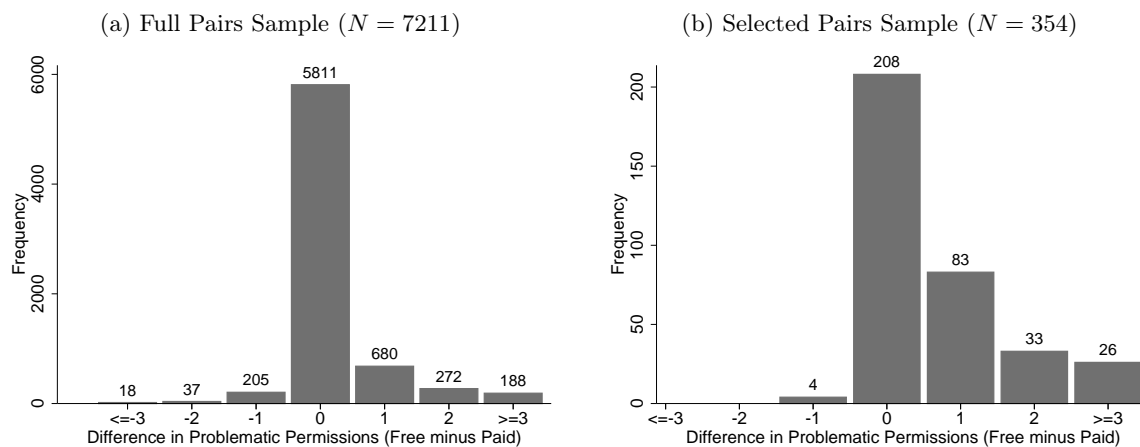 (a) Full Pairs Sample (N = 7211)
Frequency
6000
4000
2000
0
18
37
205
5811
680
272
188
<=-3 -2 -1 0 1 2 >=3
Difference in Problematic Permissions (Free minus Paid)
(b) Selected Pairs Sample (N = 354)
Frequency
200
150
100
50
0
4
208
83
33
26
<=-3 -2 -1 0 1 2 >=3
Difference in Problematic Permissions (Free minus Paid)